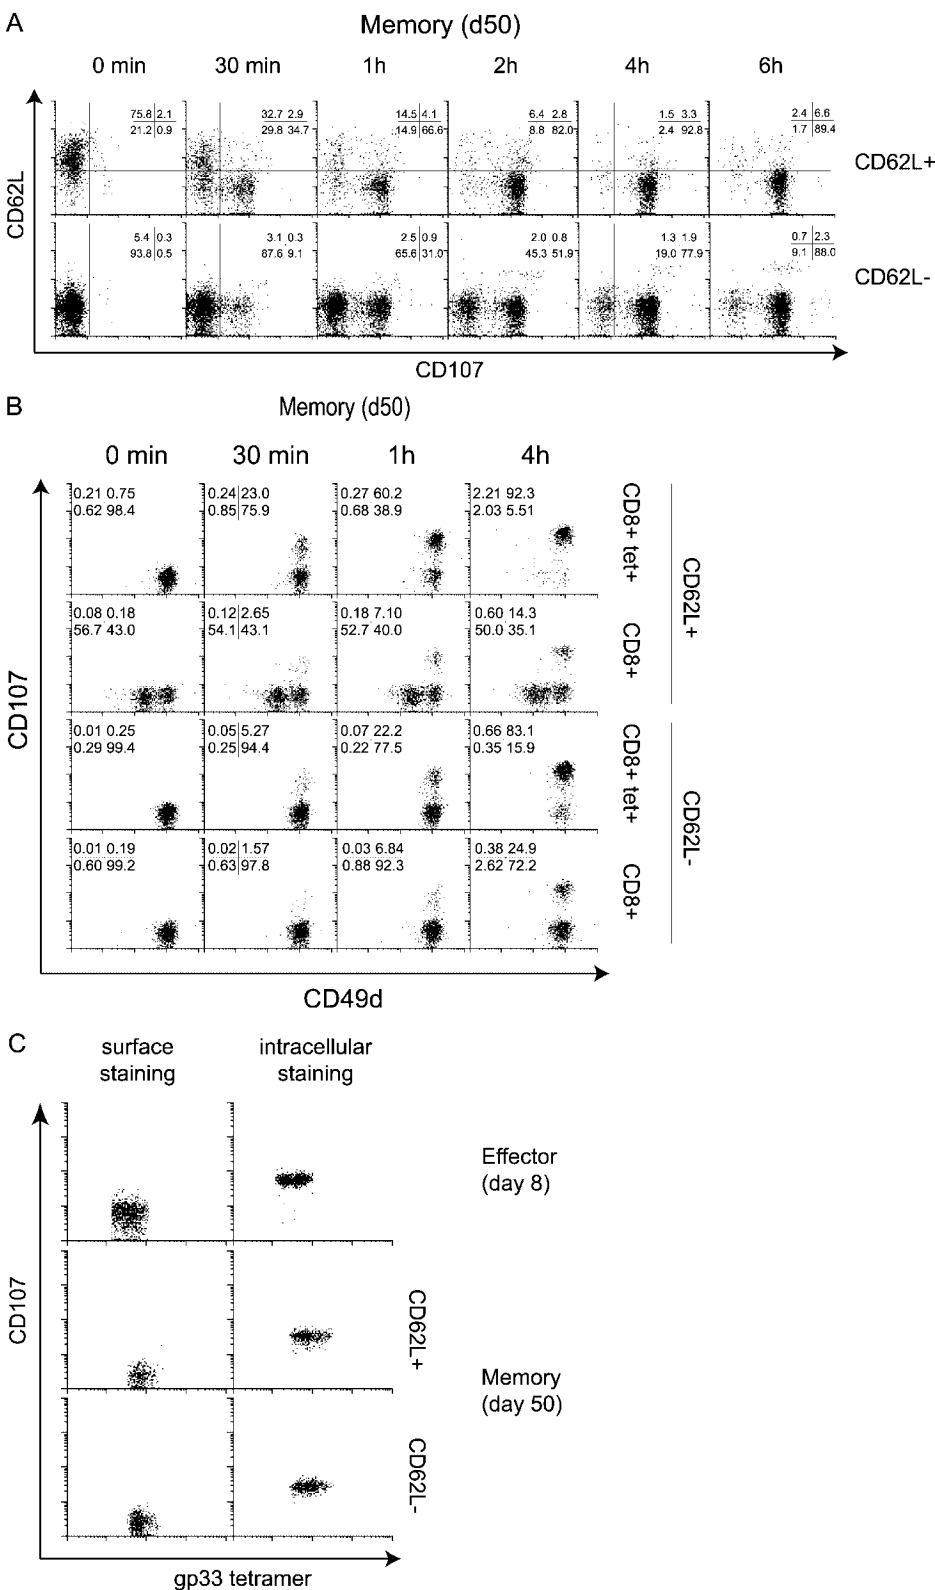 A
Memory (d50)
0 min 30 min 1h 2h 4h 6h
75.8 2.1 32.7 2.9 14.5 4.1 6.4 2.8 1.5 3.3 2.4 6.6
21.2 0.9 29.8 34.7 14.9 66.6 8.8 82.0 2.4 92.8 1.7 89.4
CD62L+
5.4 0.3 3.1 0.3 2.5 0.9 2.0 0.8 1.3 1.9 0.7 2.3
93.8 0.5 87.6 9.1 65.6 31.0 45.3 51.9 19.0 77.9 9.1 88.0
CD62L-
CD62L
CD107
B
Memory (d50)
0 min 30 min 1h 4h
0.21 0.75 0.24 23.0 0.27 60.2 2.21 92.3
0.62 98.4 0.85 75.9 0.68 38.9 2.03 5.51
CD8+ tet+
0.08 0.18 0.12 2.65 0.18 7.10 0.60 14.3
56.7 43.0 54.1 43.1 52.7 40.0 50.0 35.1
CD8+
CD62L+
0.01 0.25 0.05 5.27 0.07 22.2 0.66 83.1
0.29 99.4 0.25 94.4 0.22 77.5 0.35 15.9
CD8+ tet+
0.01 0.19 0.02 1.57 0.03 6.84 0.38 24.9
0.60 99.2 0.63 97.8 0.88 92.3 2.62 72.2
CD8+
CD62L-
CD107
CD49d
C
surface intracellular
staining staining
Effector
(day 8)
CD62L+
Memory
(day 50)
CD62L-
CD107
gp33 tetramer